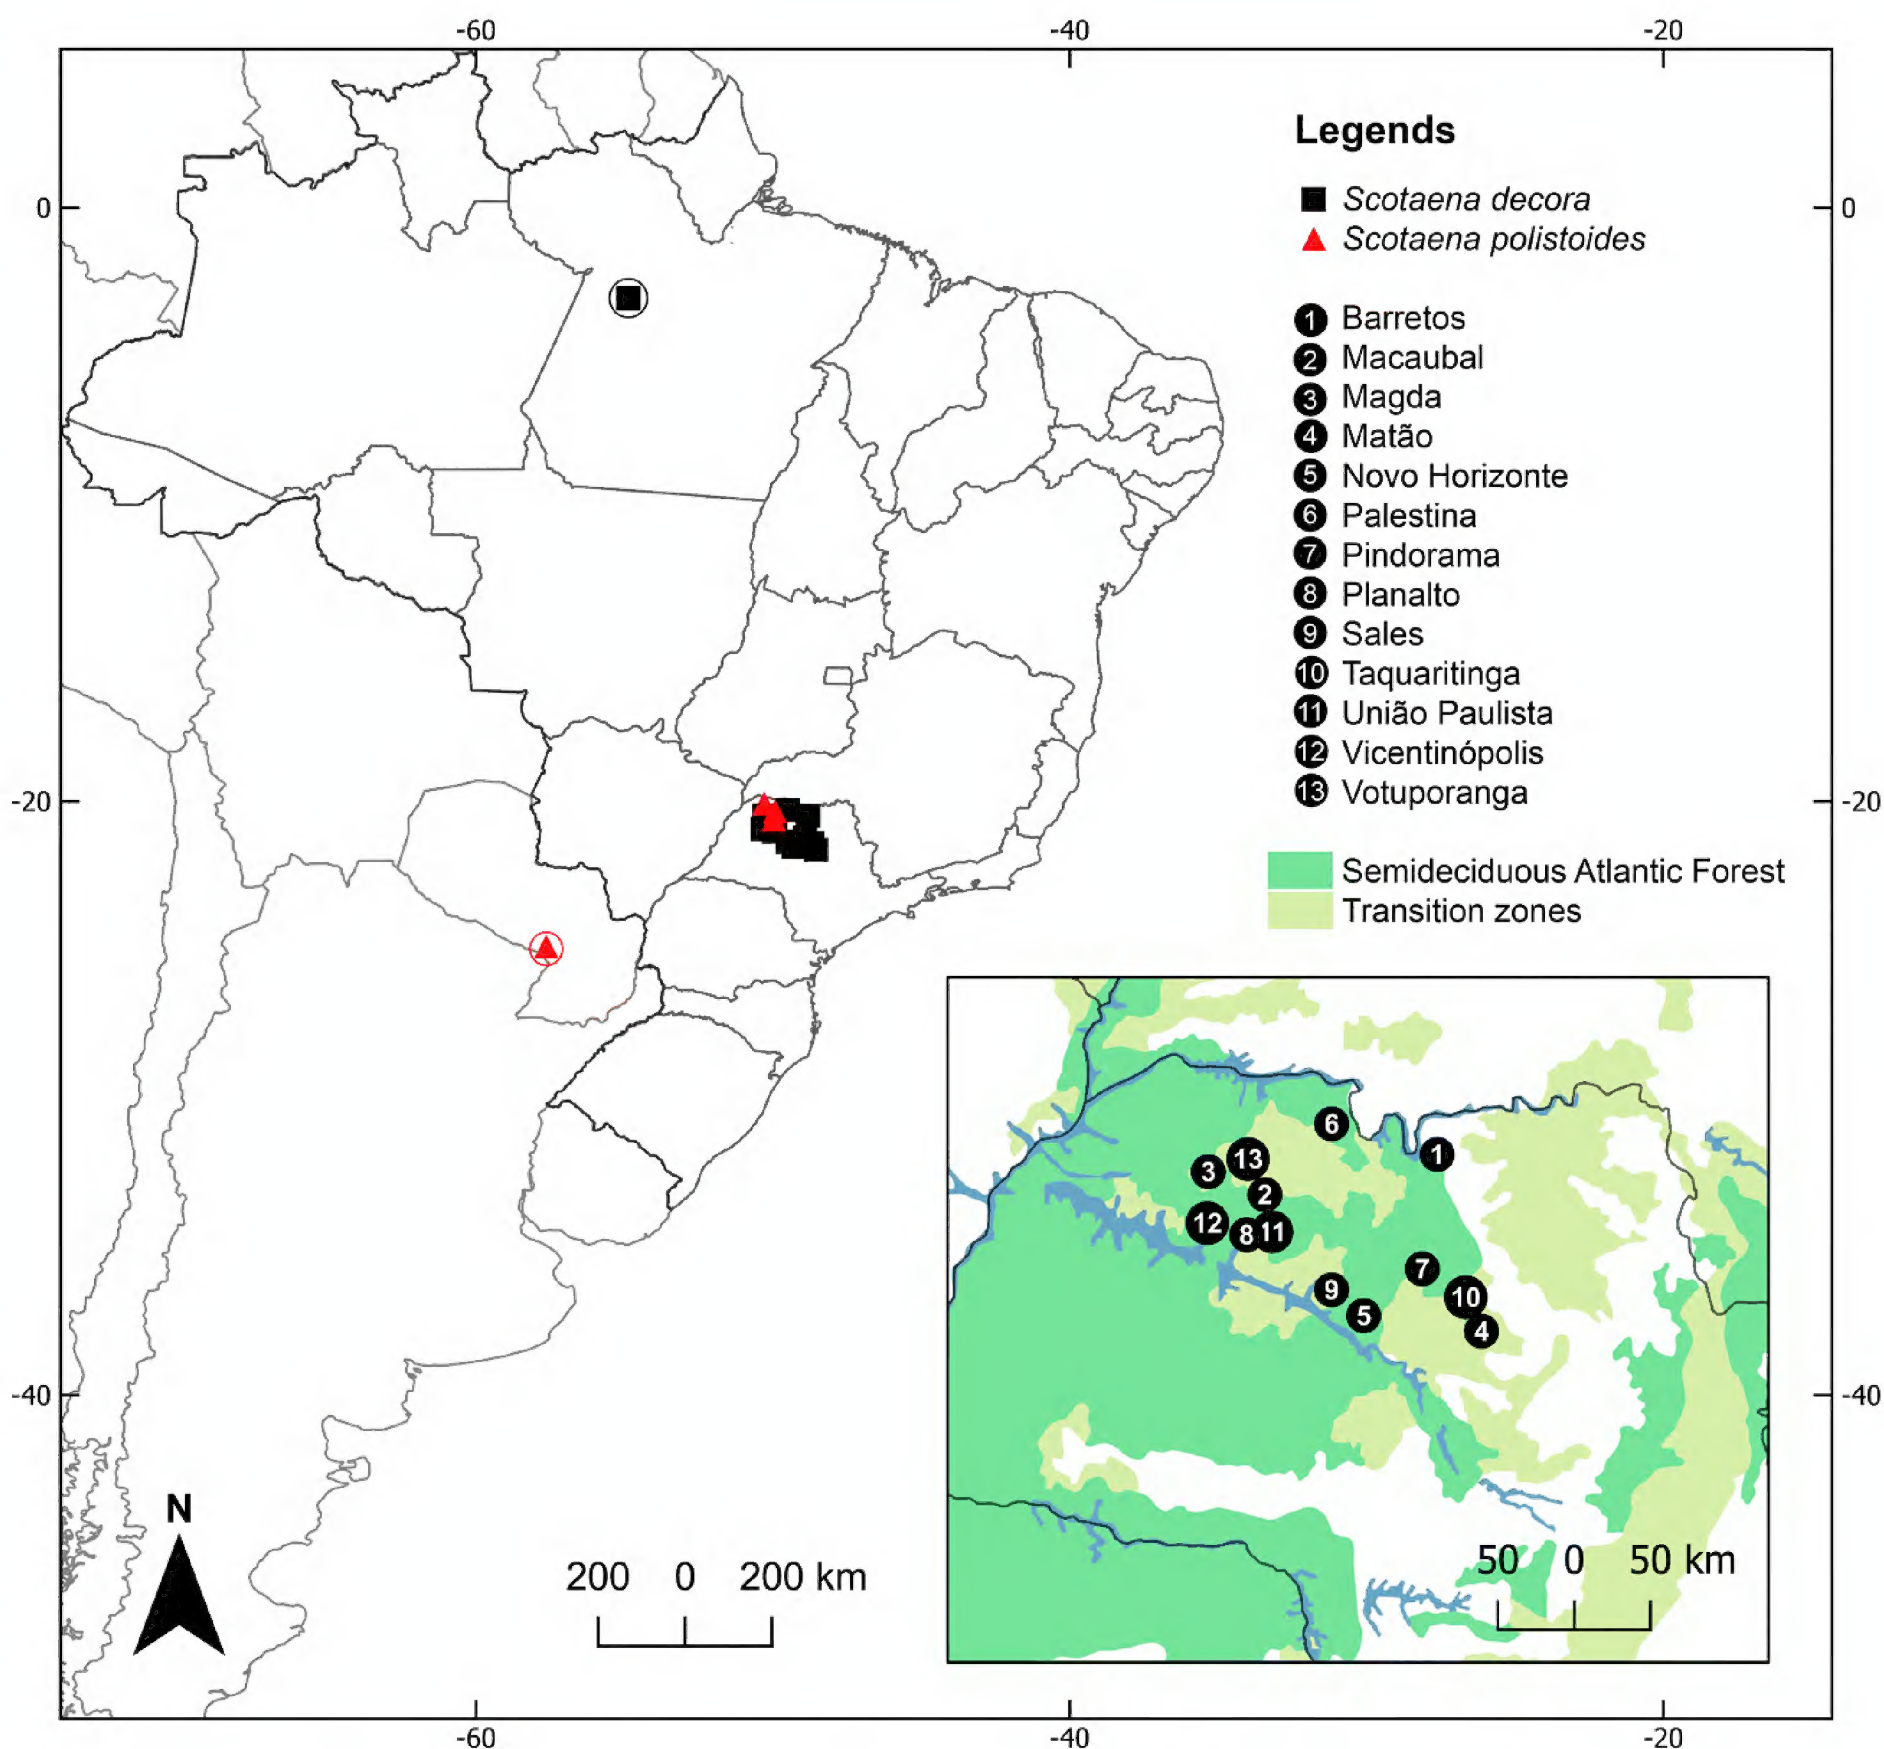 -60 -40 -20
0
-20
-40
Legends
Scotaena decora
Scotaena polistoides
1 Barretos
2 Macaubal
3 Magda
4 Matão
5 Novo Horizonte
6 Palestina
7 Pindorama
8 Planalto
9 Sales
10 Taquaritinga
11 União Paulista
12 Vicentinópolis
13 Votuporanga
Semideciduous Atlantic Forest
Transition zones
0
-20
-40
6
1
13
3
2
12
8 11
7
9
10
5
4
50 0 50 km
N
200 0 200 km
-60 -40 -20